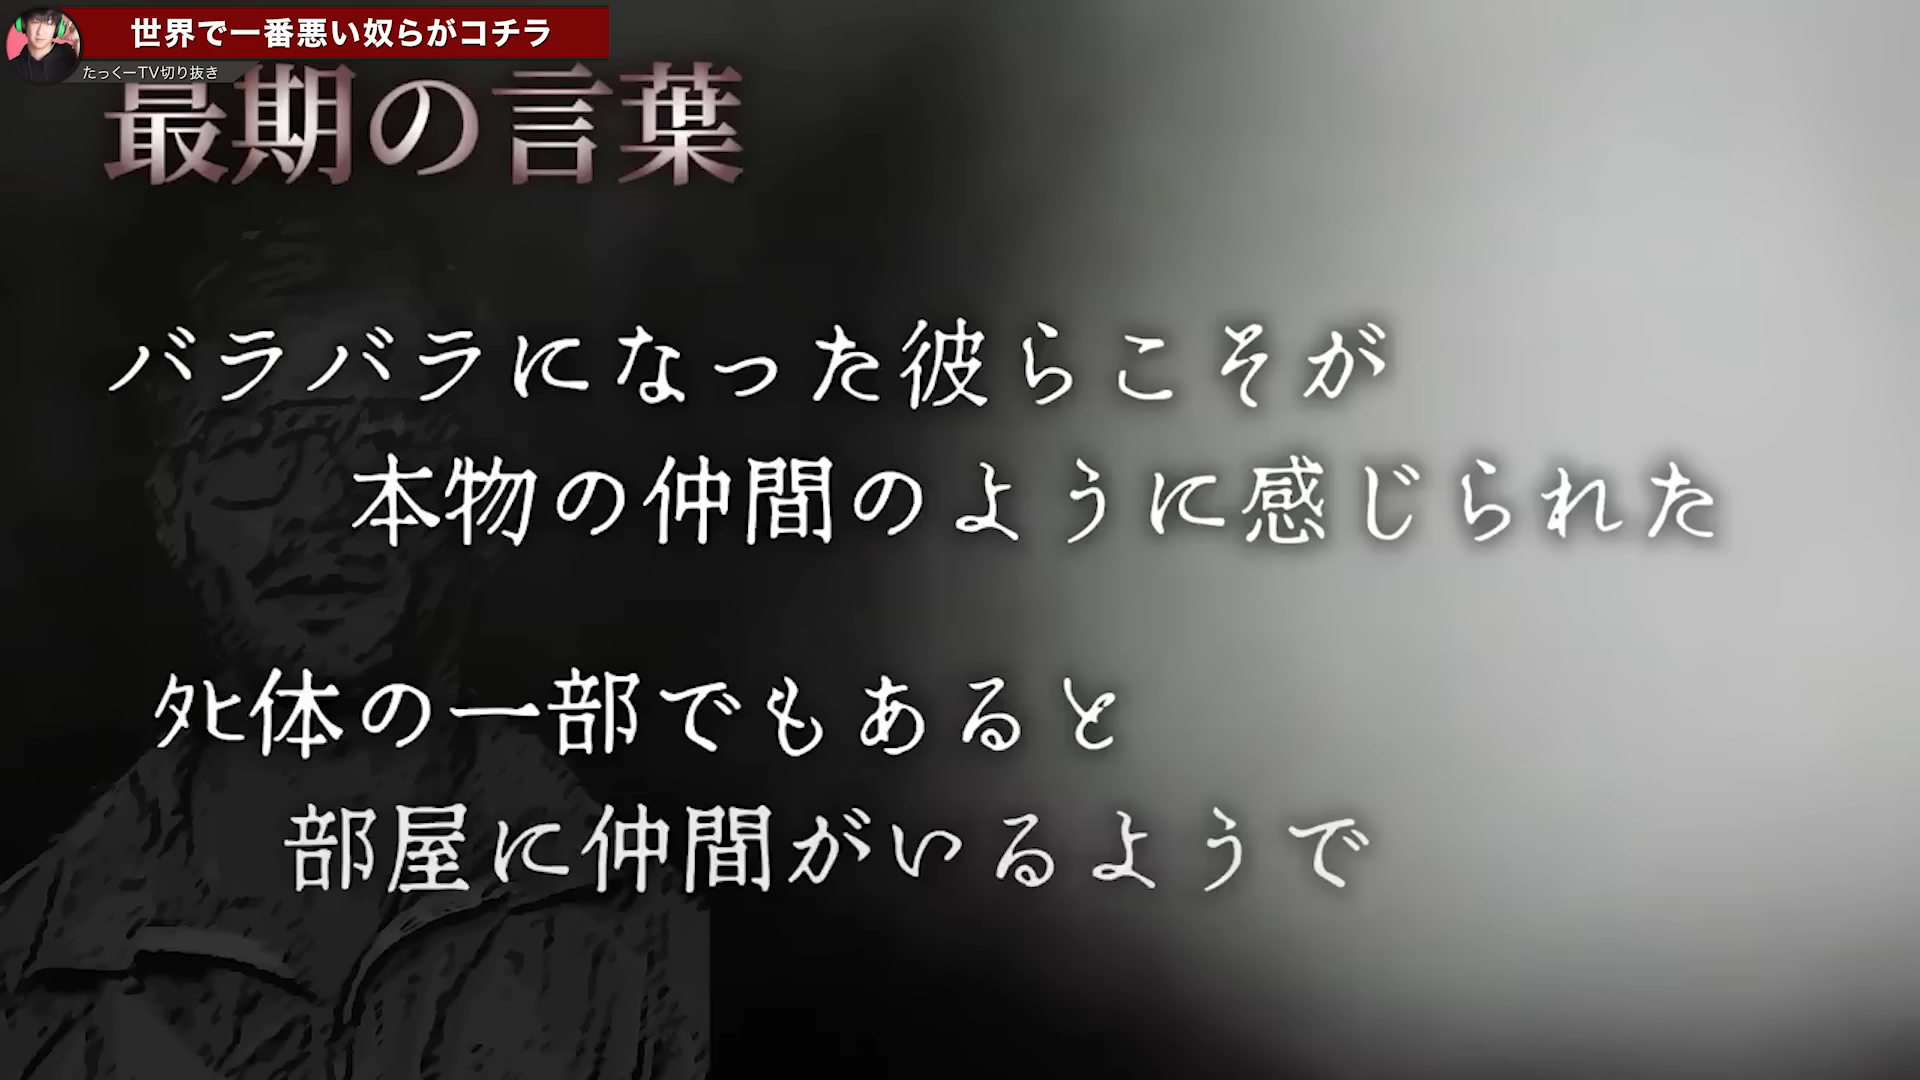 世界で一番悪い奴らがコチラ
たっくーTV切り抜き
最期の言葉
バラバラになった彼らこそが
本物の仲間のように感じられた
ﾀﾋ体の一部でもあると
部屋に仲間がいるようで